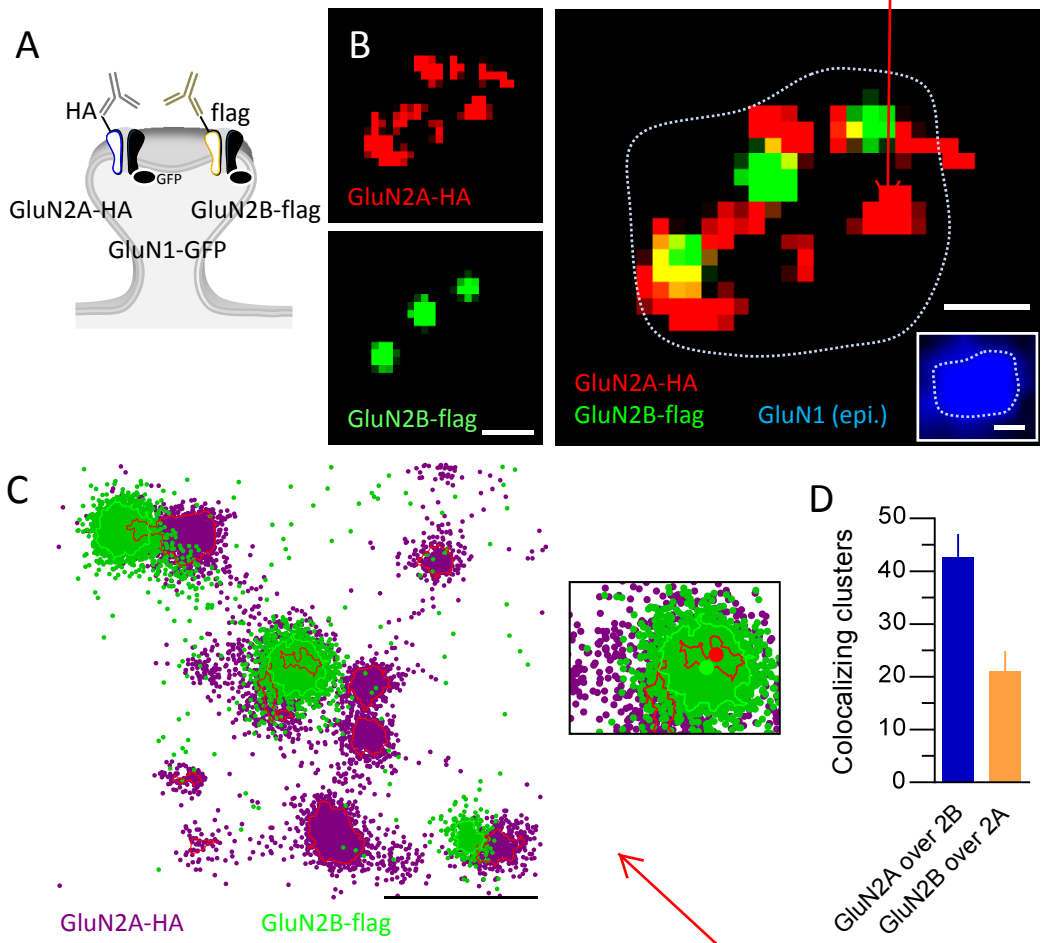 A
HA
flag
GFP
GluN2A-HA
GluN2B-flag
GluN1-GFP
B
GluN2A-HA
GluN2B-flag
GluN2A-HA
GluN2B-flag
GluN1 (epi.)
C
GluN2A-HA
GluN2B-flag
D
Colocalizing clusters
50
40
30
20
10
0
GluN2A over 2B
GluN2B over 2A